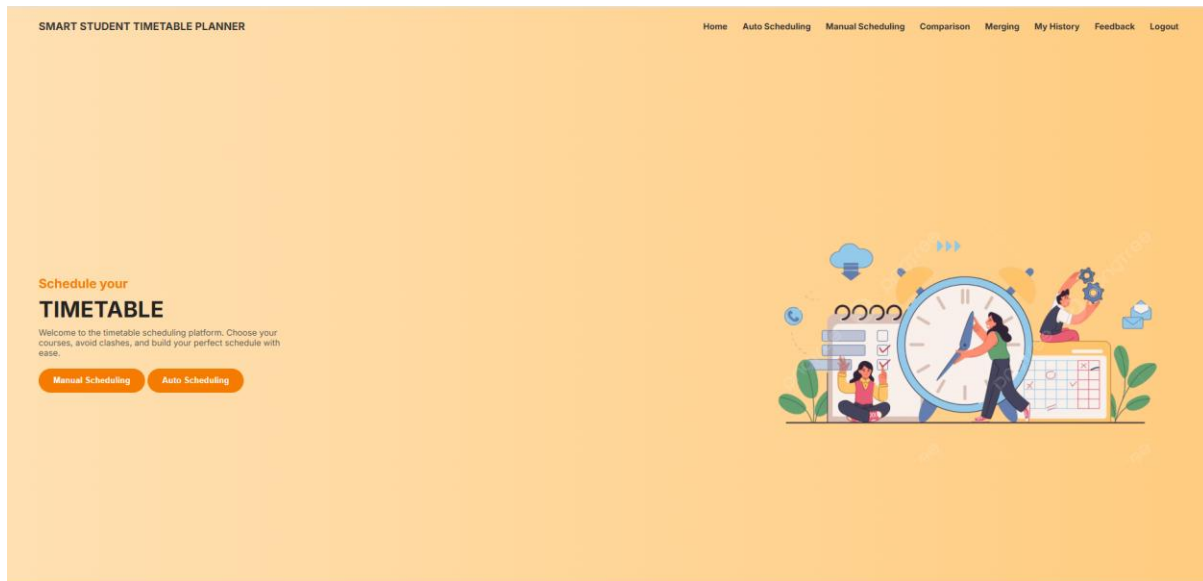 SMART STUDENT TIMETABLE PLANNER
Home Auto Scheduling Manual Scheduling Comparison Merging My History Feedback Logout
Schedule your
TIMETABLE
Welcome to the timetable scheduling platform. Choose your
courses, avoid clashes, and build your perfect schedule with
ease.
Manual Scheduling Auto Scheduling